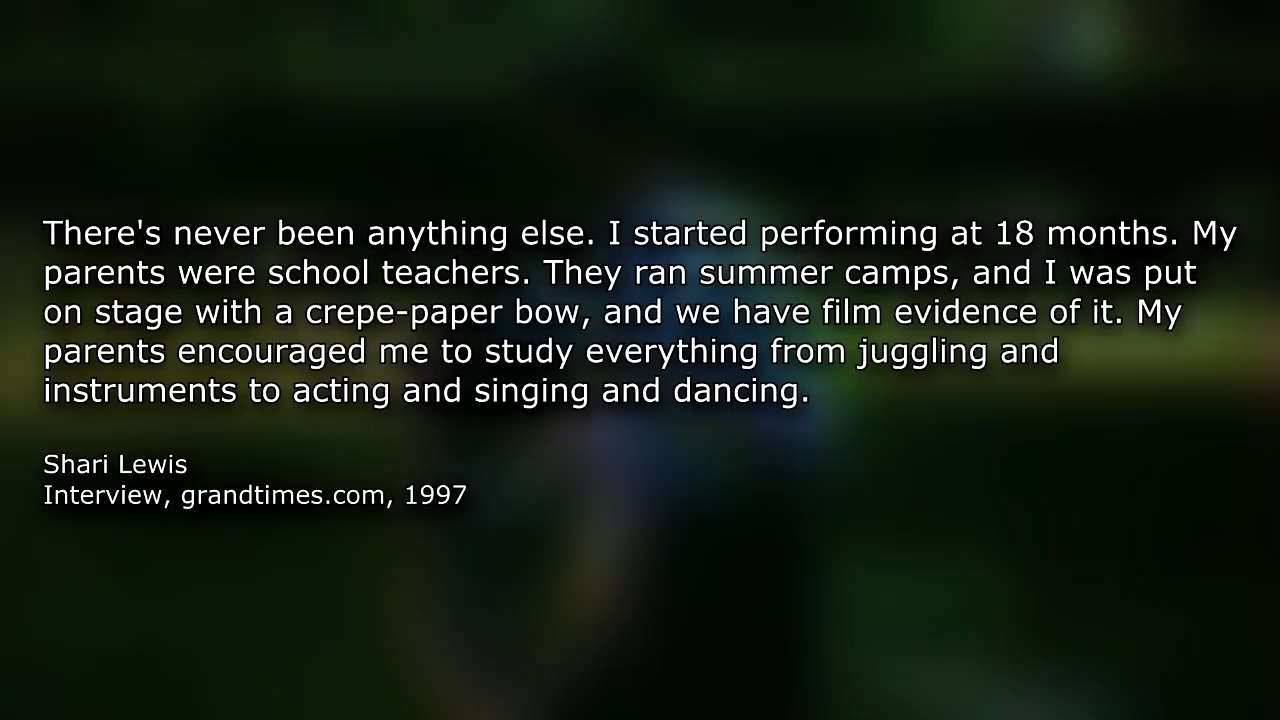 There's never been anything else. I started performing at 18 months. My
parents were school teachers. They ran summer camps, and I was put
on stage with a crepe-paper bow, and we have film evidence of it. My
parents encouraged me to study everything from juggling and
instruments to acting and singing and dancing.
Shari Lewis
Interview, grandtimes.com, 1997